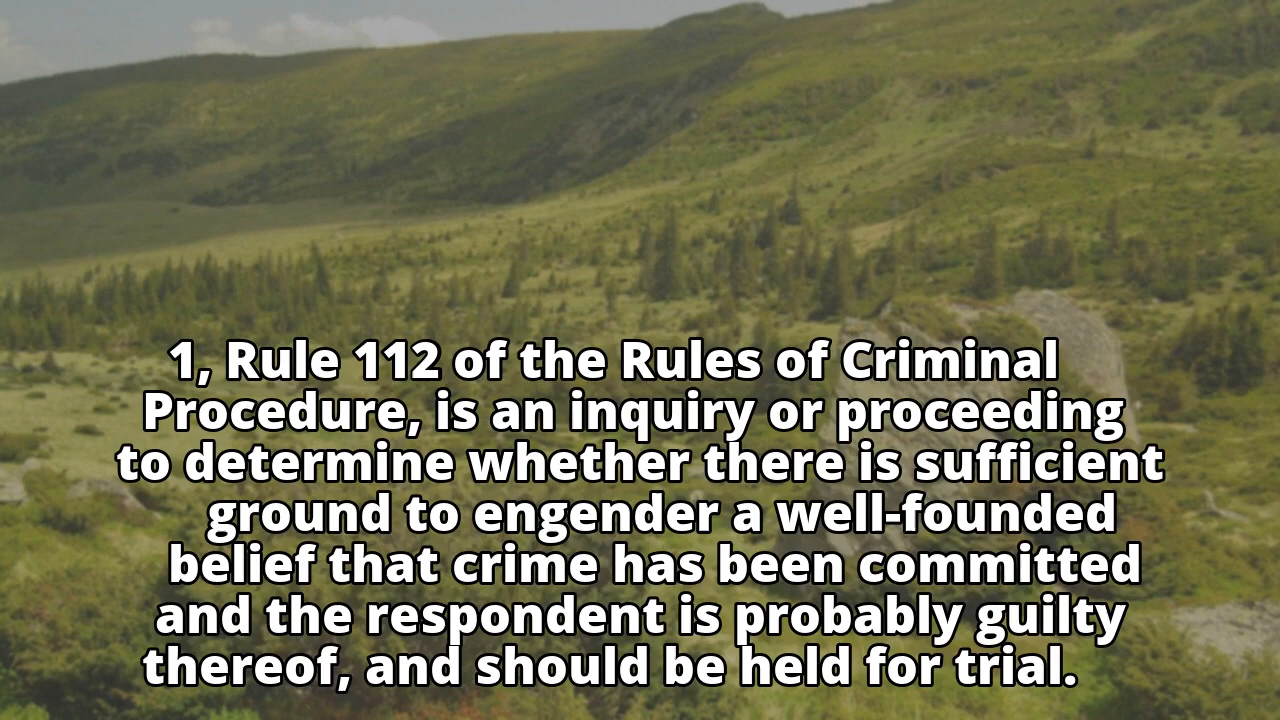 1, Rule 112 of the Rules of Criminal
Procedure, is an inquiry or proceeding
to determine whether there is sufficient
ground to engender a well-founded
belief that crime has been committed
and the respondent is probably guilty
thereof, and should be held for trial.